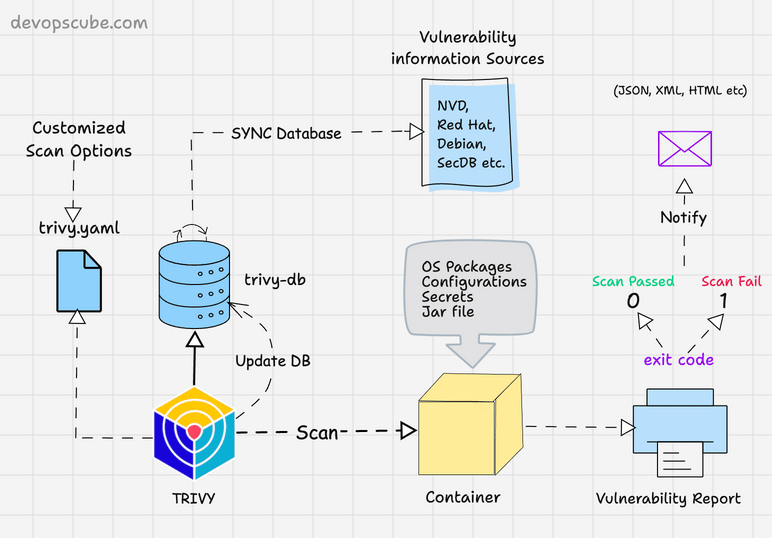 devopscube.com
Vulnerability
information Sources
NVD,
Red Hat,
Debian,
SecDB etc.
(JSON, XML, HTML etc)
Customized
Scan Options
SYNC Database
trivy.yaml
Notify
trivy-db
OS Packages
Configurations
Secrets
Jar file
Scan Passed
0
Scan Fail
1
Update DB
exit code
Scan
TRIVY
Container
Vulnerability Report